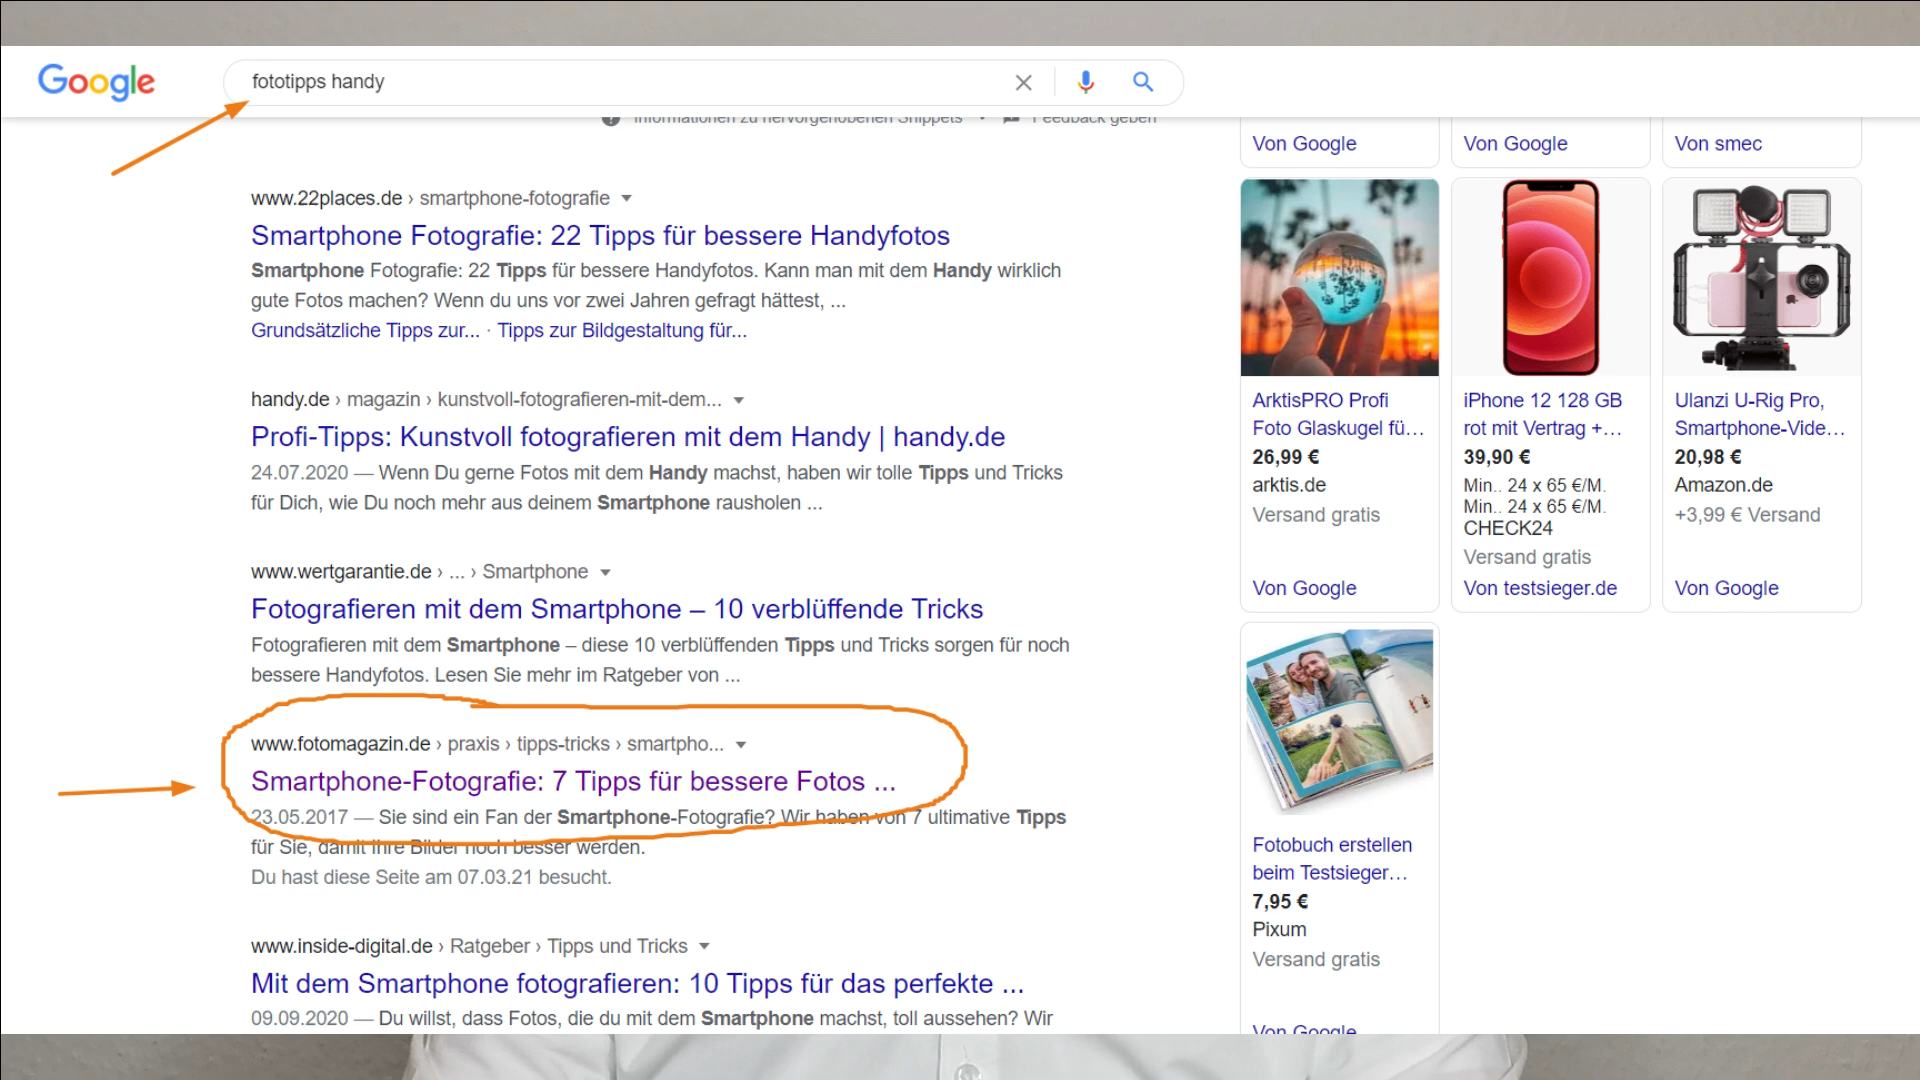 Google
fototipps handy
Informationen zu hervorgehobenen Snippets
Feedback geben
www.22places.de › smartphone-fotografie
Smartphone Fotografie: 22 Tipps für bessere Handyfotos
Smartphone Fotografie: 22 Tipps für bessere Handyfotos. Kann man mit dem Handy wirklich
gute Fotos machen? Wenn du uns vor zwei Jahren gefragt hättest, ...
Grundsätzliche Tipps zur... · Tipps zur Bildgestaltung für...
handy.de › magazin › kunstvoll-fotografieren-mit-dem...
Profi-Tipps: Kunstvoll fotografieren mit dem Handy | handy.de
24.07.2020 — Wenn Du gerne Fotos mit dem Handy machst, haben wir tolle Tipps und Tricks
für Dich, wie Du noch mehr aus deinem Smartphone rausholen ...
www.wertgarantie.de › ... › Smartphone
Fotografieren mit dem Smartphone – 10 verblüffende Tricks
Fotografieren mit dem Smartphone – diese 10 verblüffenden Tipps und Tricks sorgen für noch
bessere Handyfotos. Lesen Sie mehr im Ratgeber von ...
www.fotomagazin.de › praxis › tipps-tricks › smartpho...
Smartphone-Fotografie: 7 Tipps für bessere Fotos ...
23.05.2017 — Sie sind ein Fan der Smartphone-Fotografie? Wir haben von 7 ultimative Tipps
für Sie, damit Ihre Bilder noch besser werden.
Du hast diese Seite am 07.03.21 besucht.
www.inside-digital.de › Ratgeber › Tipps und Tricks
Mit dem Smartphone fotografieren: 10 Tipps für das perfekte ...
09.09.2020 — Du willst, dass Fotos, die du mit dem Smartphone machst, toll aussehen? Wir
Von Google
Von Google
Von smec
ArktisPRO Profi
Foto Glaskugel fü...
26,99 €
arktis.de
Versand gratis
Von Google
iPhone 12 128 GB
rot mit Vertrag +...
39,90 €
Min.. 24 x 65 €/M.
Min.. 24 x 65 €/M.
CHECK24
Versand gratis
Von testsieger.de
Ulanzi U-Rig Pro,
Smartphone-Vide...
20,98 €
Amazon.de
+3,99 € Versand
Von Google
Fotobuch erstellen
beim Testsieger...
7,95 €
Pixum
Versand gratis
Von Google